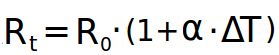 Rₜ = R₀·(1+α·ΔT)